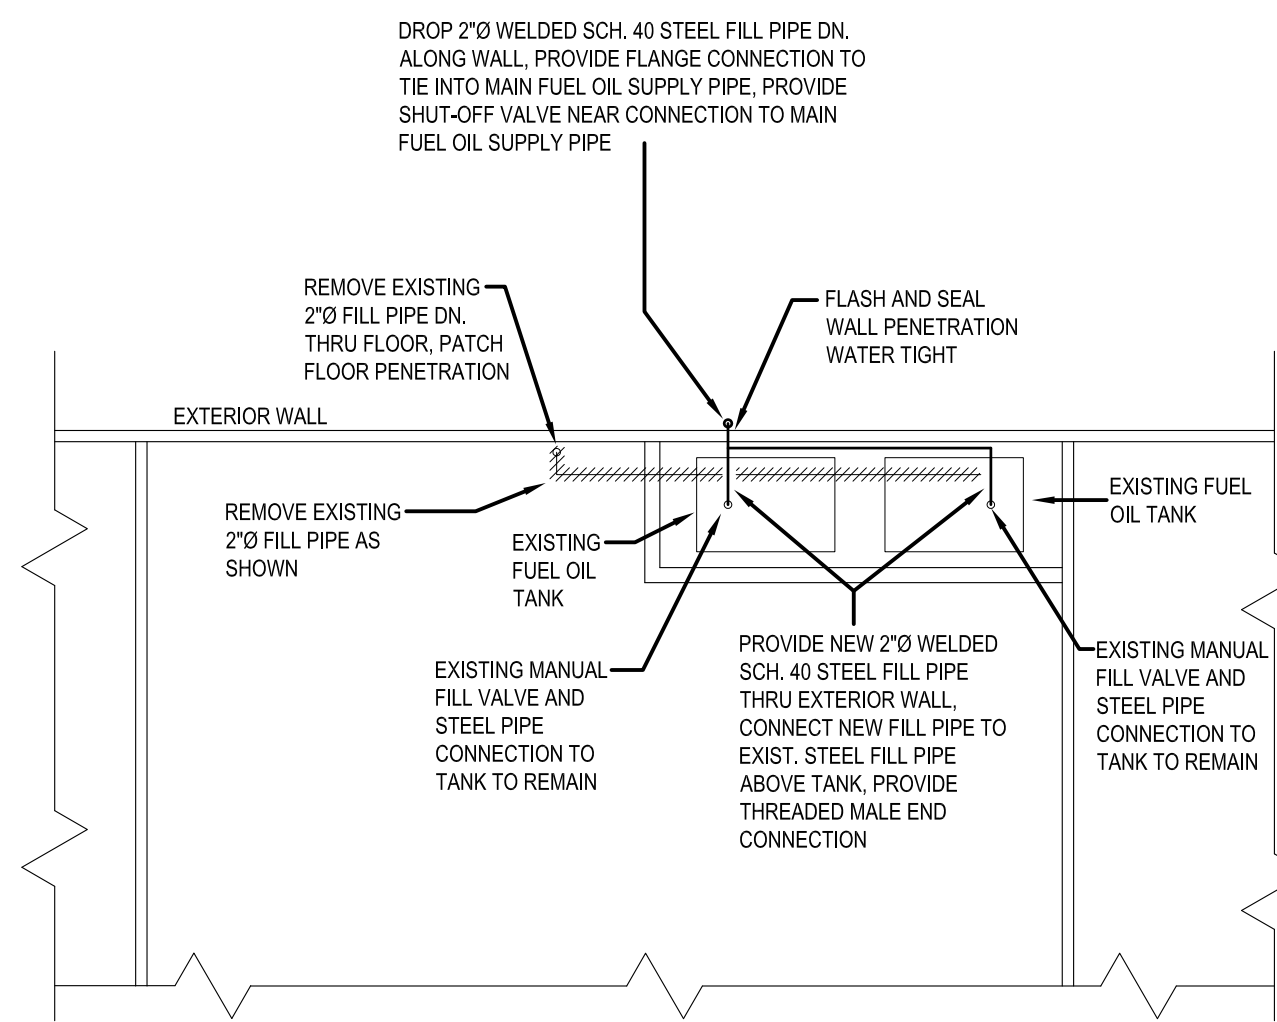 DROP 2"Ø WELDED SCH. 40 STEEL FILL PIPE DN.
ALONG WALL, PROVIDE FLANGE CONNECTION TO
TIE INTO MAIN FUEL OIL SUPPLY PIPE, PROVIDE
SHUT-OFF VALVE NEAR CONNECTION TO MAIN
FUEL OIL SUPPLY PIPE
REMOVE EXISTING
2"Ø FILL PIPE DN.
THRU FLOOR, PATCH
FLOOR PENETRATION
FLASH AND SEAL
WALL PENETRATION
WATER TIGHT
EXTERIOR WALL
REMOVE EXISTING
2"Ø FILL PIPE AS
SHOWN
EXISTING
FUEL OIL
TANK
EXISTING FUEL
OIL TANK
EXISTING MANUAL
FILL VALVE AND
STEEL PIPE
CONNECTION TO
TANK TO REMAIN
PROVIDE NEW 2"Ø WELDED
SCH. 40 STEEL FILL PIPE
THRU EXTERIOR WALL,
CONNECT NEW FILL PIPE TO
EXIST. STEEL FILL PIPE
ABOVE TANK, PROVIDE
THREADED MALE END
CONNECTION
EXISTING MANUAL
FILL VALVE AND
STEEL PIPE
CONNECTION TO
TANK TO REMAIN